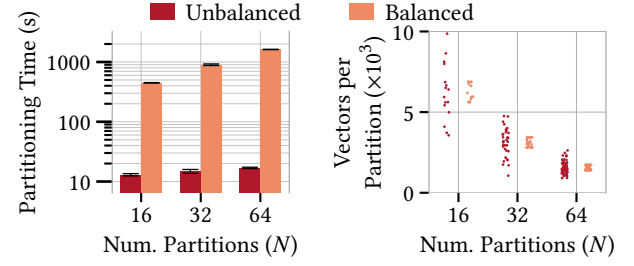 Unbalanced Balanced
Partitioning Time (s)
1000
100
10
16 32 64
Num. Partitions (N)
Vectors per
Partition (×10³)
10
5
0
16 32 64
Num. Partitions (N)